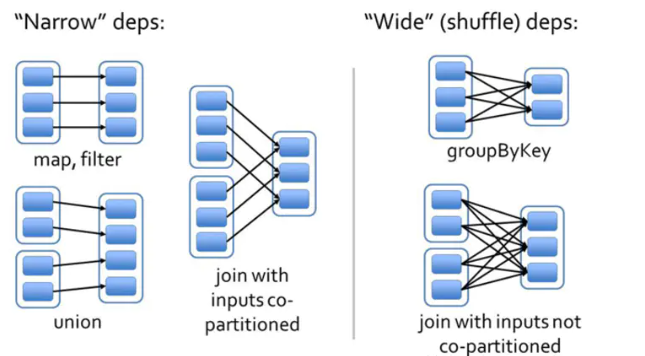 “Narrow” deps:
“Wide” (shuffle) deps:
map, filter
union
join with
inputs co-
partitioned
groupByKey
join with inputs not
co-partitioned